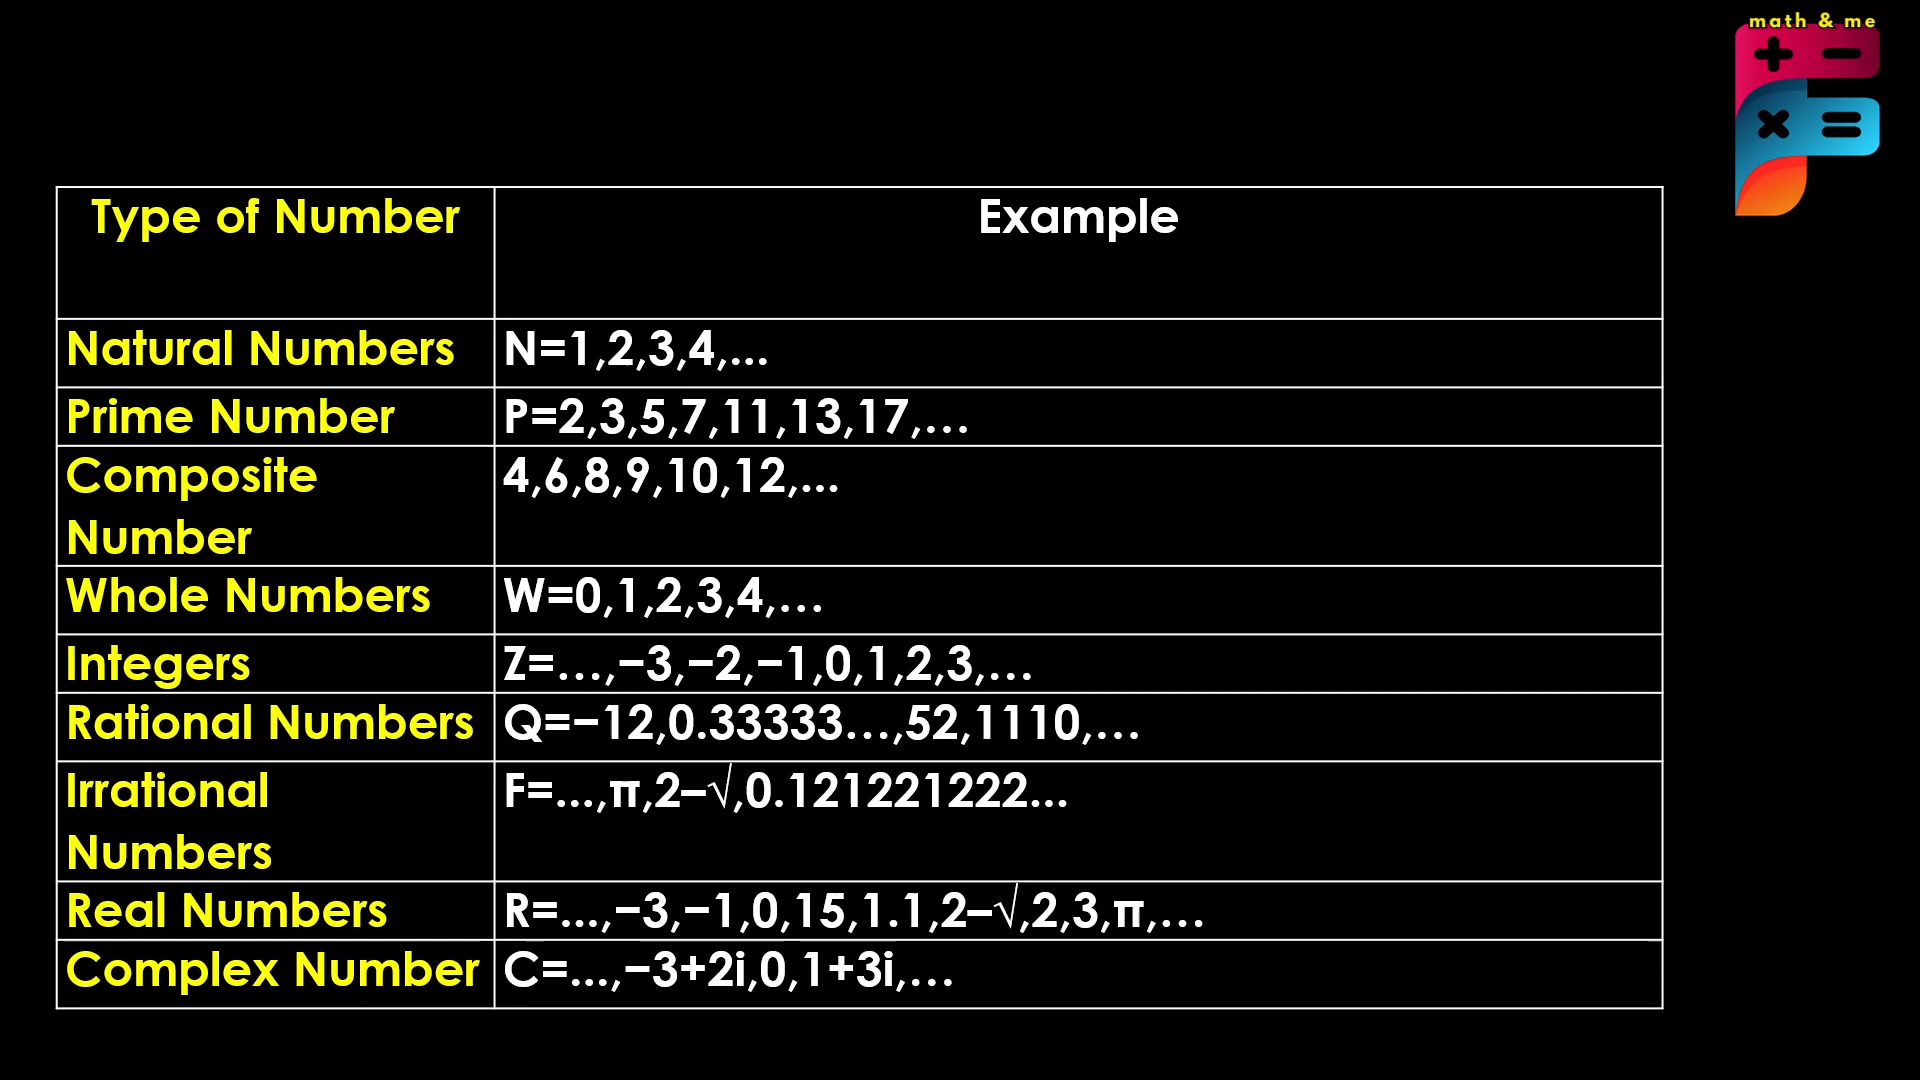 math & me
Type of Number Example
Natural Numbers N=1,2,3,4,...
Prime Number P=2,3,5,7,11,13,17,…
Composite 4,6,8,9,10,12,...
Number
Whole Numbers W=0,1,2,3,4,…
Integers Z=…,−3,−2,−1,0,1,2,3,…
Rational Numbers Q=−12,0.33333…,52,1110,…
Irrational F=...,π,2–√,0.121221222...
Numbers
Real Numbers R=...,−3,−1,0,15,1.1,2–√,2,3,π,…
Complex Number C=...,−3+2i,0,1+3i,…